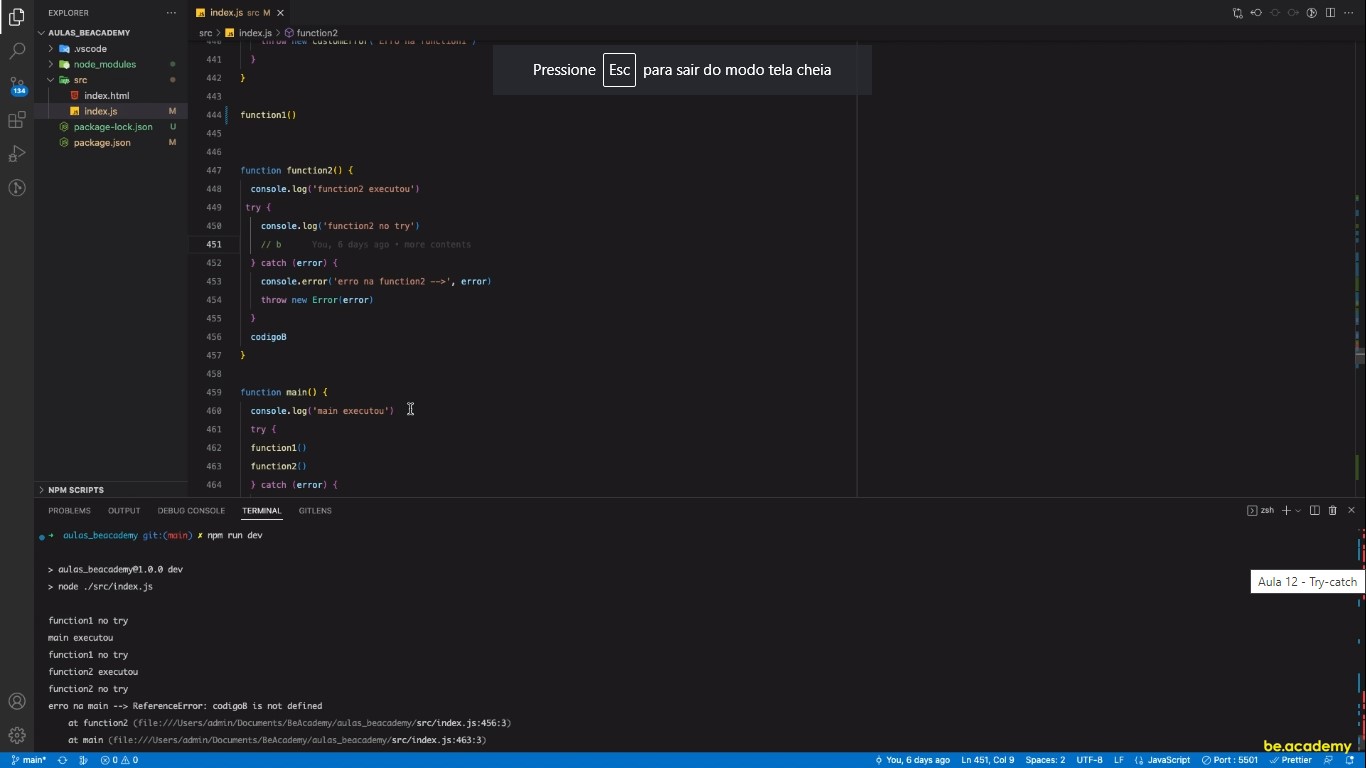 EXPLORER
AULAS_BEACADEMY
.vscode
node_modules
src
index.html
index.js M
package-lock.json U
package.json M
NPM SCRIPTS
134
index.js src M
src > index.js > function2
Pressione Esc para sair do modo tela cheia
441 }
442 }
443
444 function1()
445
446
447 function function2() {
448 console.log('function2 executou')
449 try {
450 console.log('function2 no try')
451 // b You, 6 days ago • more contents
452 } catch (error) {
453 console.error('erro na function2 -->', error)
454 throw new Error(error)
455 }
456 codigoB
457 }
458
459 function main() {
460 console.log('main executou')
461 try {
462 function1()
463 function2()
464 } catch (error) {
PROBLEMS OUTPUT DEBUG CONSOLE TERMINAL GITLENS
zsh
aulas_beacademy git:(main) ✗ npm run dev
> aulas_beacademy@1.0.0 dev
> node ./src/index.js
function1 no try
main executou
function1 no try
function2 executou
function2 no try
erro na main --> ReferenceError: codigoB is not defined
at function2 (file:///Users/admin/Documents/BeAcademy/aulas_beacademy/src/index.js:456:3)
at main (file:///Users/admin/Documents/BeAcademy/aulas_beacademy/src/index.js:463:3)
Aula 12 - Try-catch
be.academy
main* 0 0 You, 6 days ago Ln 451, Col 9 Spaces: 2 UTF-8 LF JavaScript Port : 5501 Prettier